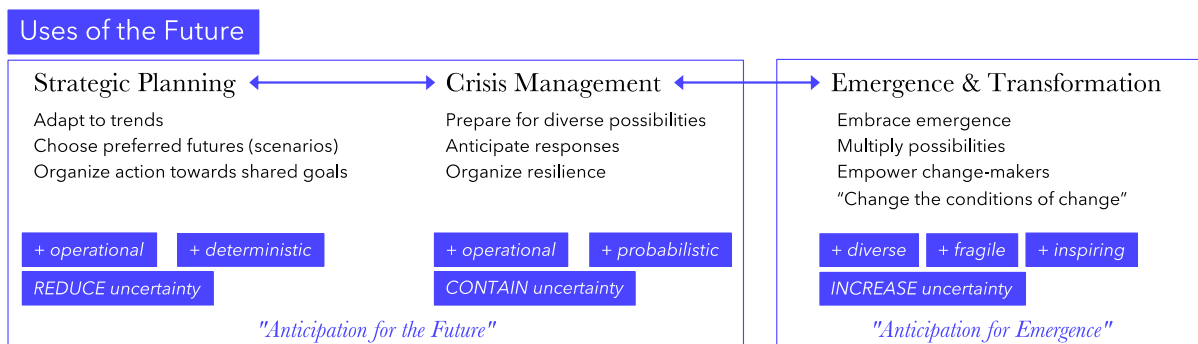 Uses of the Future
Strategic Planning
Adapt to trends
Choose preferred futures (scenarios)
Organize action towards shared goals
+ operational
+ deterministic
REDUCE uncertainty
Crisis Management
Prepare for diverse possibilities
Anticipate responses
Organize resilience
+ operational
+ probabilistic
CONTAIN uncertainty
"Anticipation for the Future"
Emergence & Transformation
Embrace emergence
Multiply possibilities
Empower change-makers
“Change the conditions of change”
+ diverse
+ fragile
+ inspiring
INCREASE uncertainty
"Anticipation for Emergence"